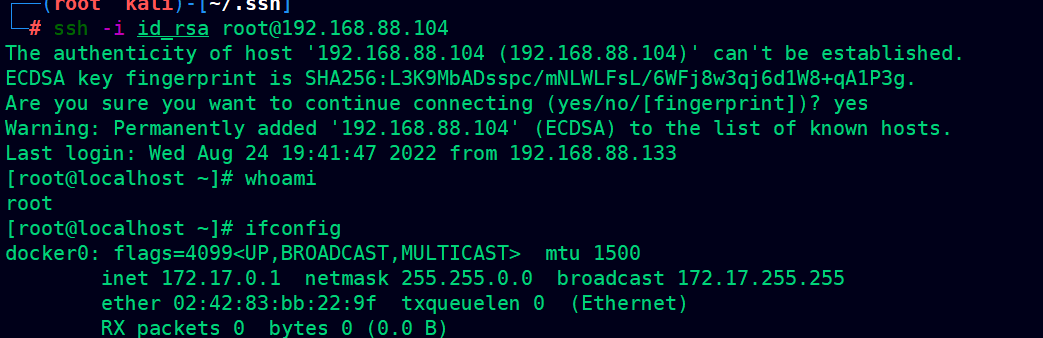 (root kali)-[~/.ssh]
# ssh -i id_rsa root@192.168.88.104
The authenticity of host '192.168.88.104 (192.168.88.104)' can't be established.
ECDSA key fingerprint is SHA256:L3K9MbADsspc/mNLWLFsL/6WFj8w3qj6d1W8+qA1P3g.
Are you sure you want to continue connecting (yes/no/[fingerprint])? yes
Warning: Permanently added '192.168.88.104' (ECDSA) to the list of known hosts.
Last login: Wed Aug 24 19:41:47 2022 from 192.168.88.133
[root@localhost ~]# whoami
root
[root@localhost ~]# ifconfig
docker0: flags=4099<UP,BROADCAST,MULTICAST>  mtu 1500
        inet 172.17.0.1  netmask 255.255.0.0  broadcast 172.17.255.255
        ether 02:42:83:bb:22:9f  txqueuelen 0  (Ethernet)
        RX packets 0  bytes 0 (0.0 B)